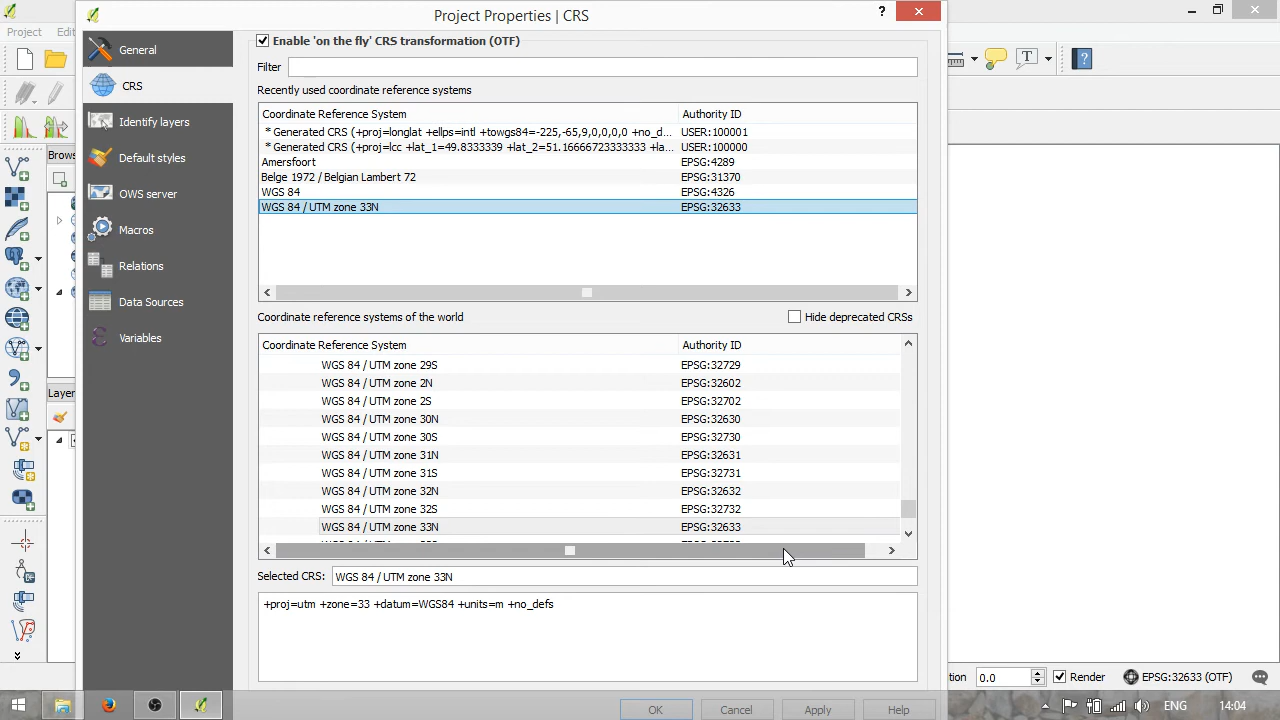 Project Properties | CRS
?
Project Edi
General
CRS
Identify layers
Default styles
OWS server
Macros
Relations
Data Sources
Variables
Brows
Layer
Enable 'on the fly' CRS transformation (OTF)
Filter
Recently used coordinate reference systems
Coordinate Reference System Authority ID
* Generated CRS (+proj=longlat +ellps=intl +towgs84=-225,-65,9,0,0,0,0 +no_d... USER:100001
* Generated CRS (+proj=lcc +lat_1=49.8333339 +lat_2=51.16666723333333 +la... USER:100000
Amersfoort EPSG:4289
Belge 1972 / Belgian Lambert 72 EPSG:31370
WGS 84 EPSG:4326
WGS 84 / UTM zone 33N EPSG:32633
Coordinate reference systems of the world Hide deprecated CRSs
Coordinate Reference System Authority ID
WGS 84 / UTM zone 29S EPSG:32729
WGS 84 / UTM zone 2N EPSG:32602
WGS 84 / UTM zone 2S EPSG:32702
WGS 84 / UTM zone 30N EPSG:32630
WGS 84 / UTM zone 30S EPSG:32730
WGS 84 / UTM zone 31N EPSG:32631
WGS 84 / UTM zone 31S EPSG:32731
WGS 84 / UTM zone 32N EPSG:32632
WGS 84 / UTM zone 32S EPSG:32732
WGS 84 / UTM zone 33N EPSG:32633
Selected CRS: WGS 84 / UTM zone 33N
+proj=utm +zone=33 +datum=WGS84 +units=m +no_defs
OK Cancel Apply Help
tion 0.0 Render EPSG:32633 (OTF)
ENG 14:04